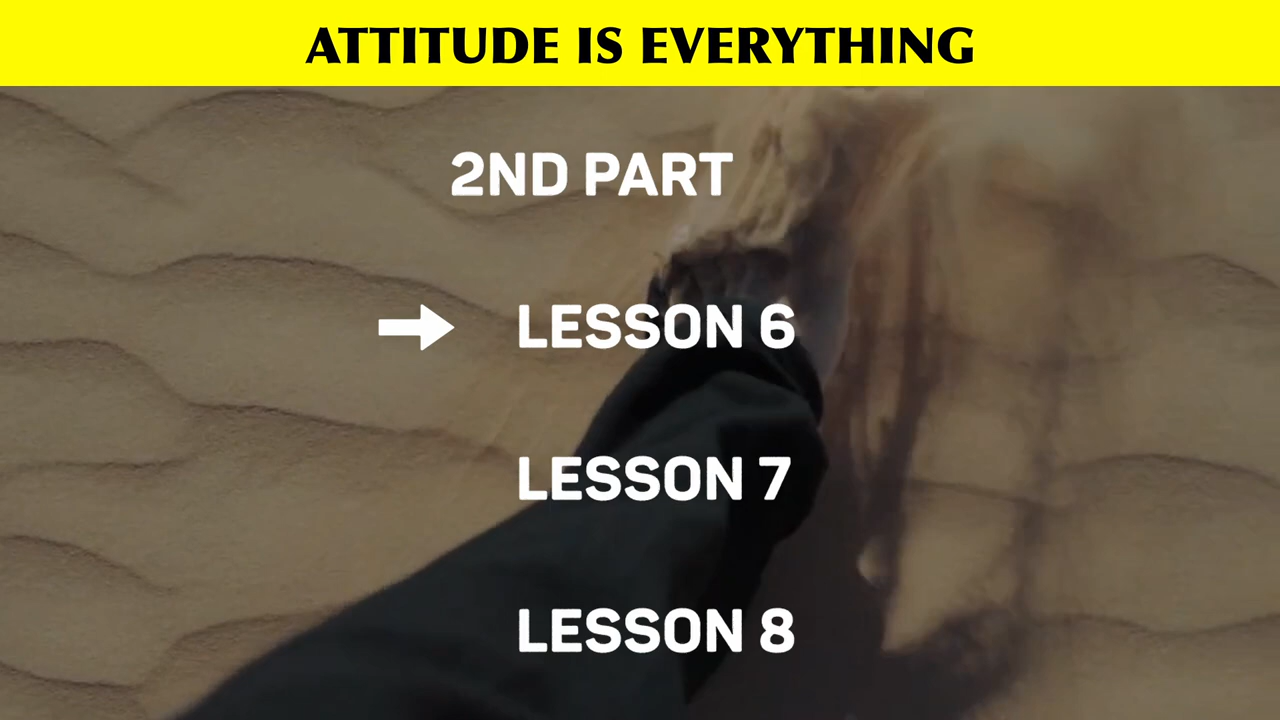 ATTITUDE IS EVERYTHING
2ND PART
LESSON 6
LESSON 7
LESSON 8